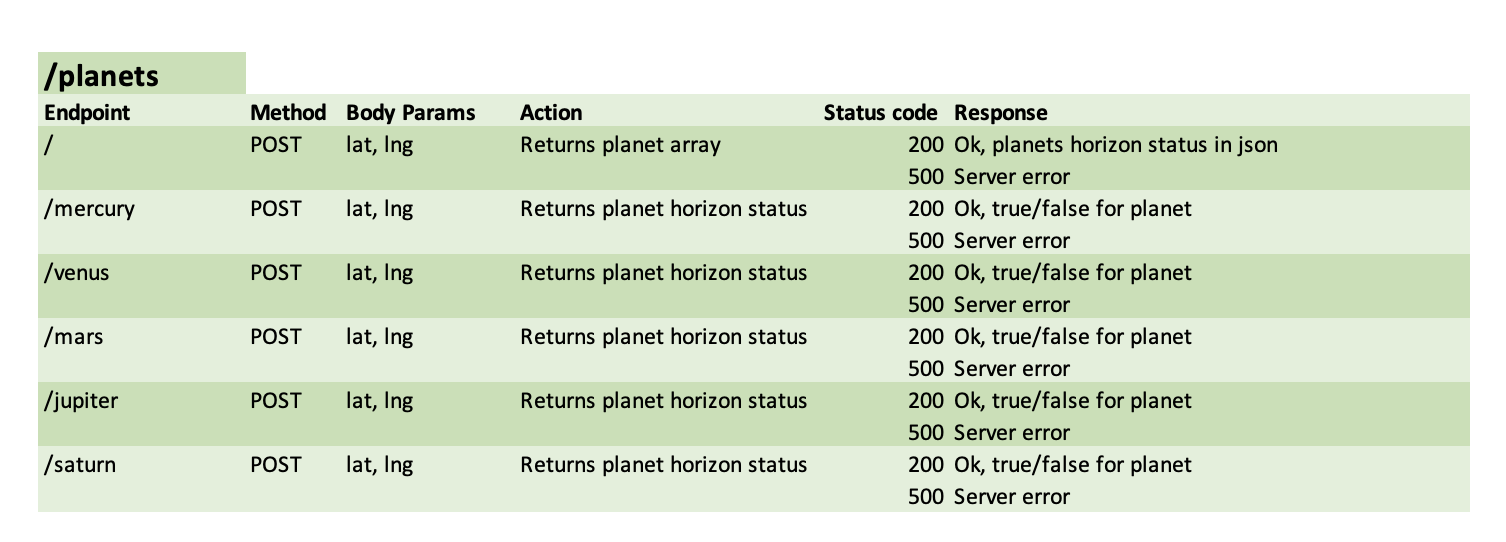 /planets
Endpoint Method Body Params Action Status code Response
/ POST lat, lng Returns planet array 200 Ok, planets horizon status in json
500 Server error
/mercury POST lat, lng Returns planet horizon status 200 Ok, true/false for planet
500 Server error
/venus POST lat, lng Returns planet horizon status 200 Ok, true/false for planet
500 Server error
/mars POST lat, lng Returns planet horizon status 200 Ok, true/false for planet
500 Server error
/jupiter POST lat, lng Returns planet horizon status 200 Ok, true/false for planet
500 Server error
/saturn POST lat, lng Returns planet horizon status 200 Ok, true/false for planet
500 Server error